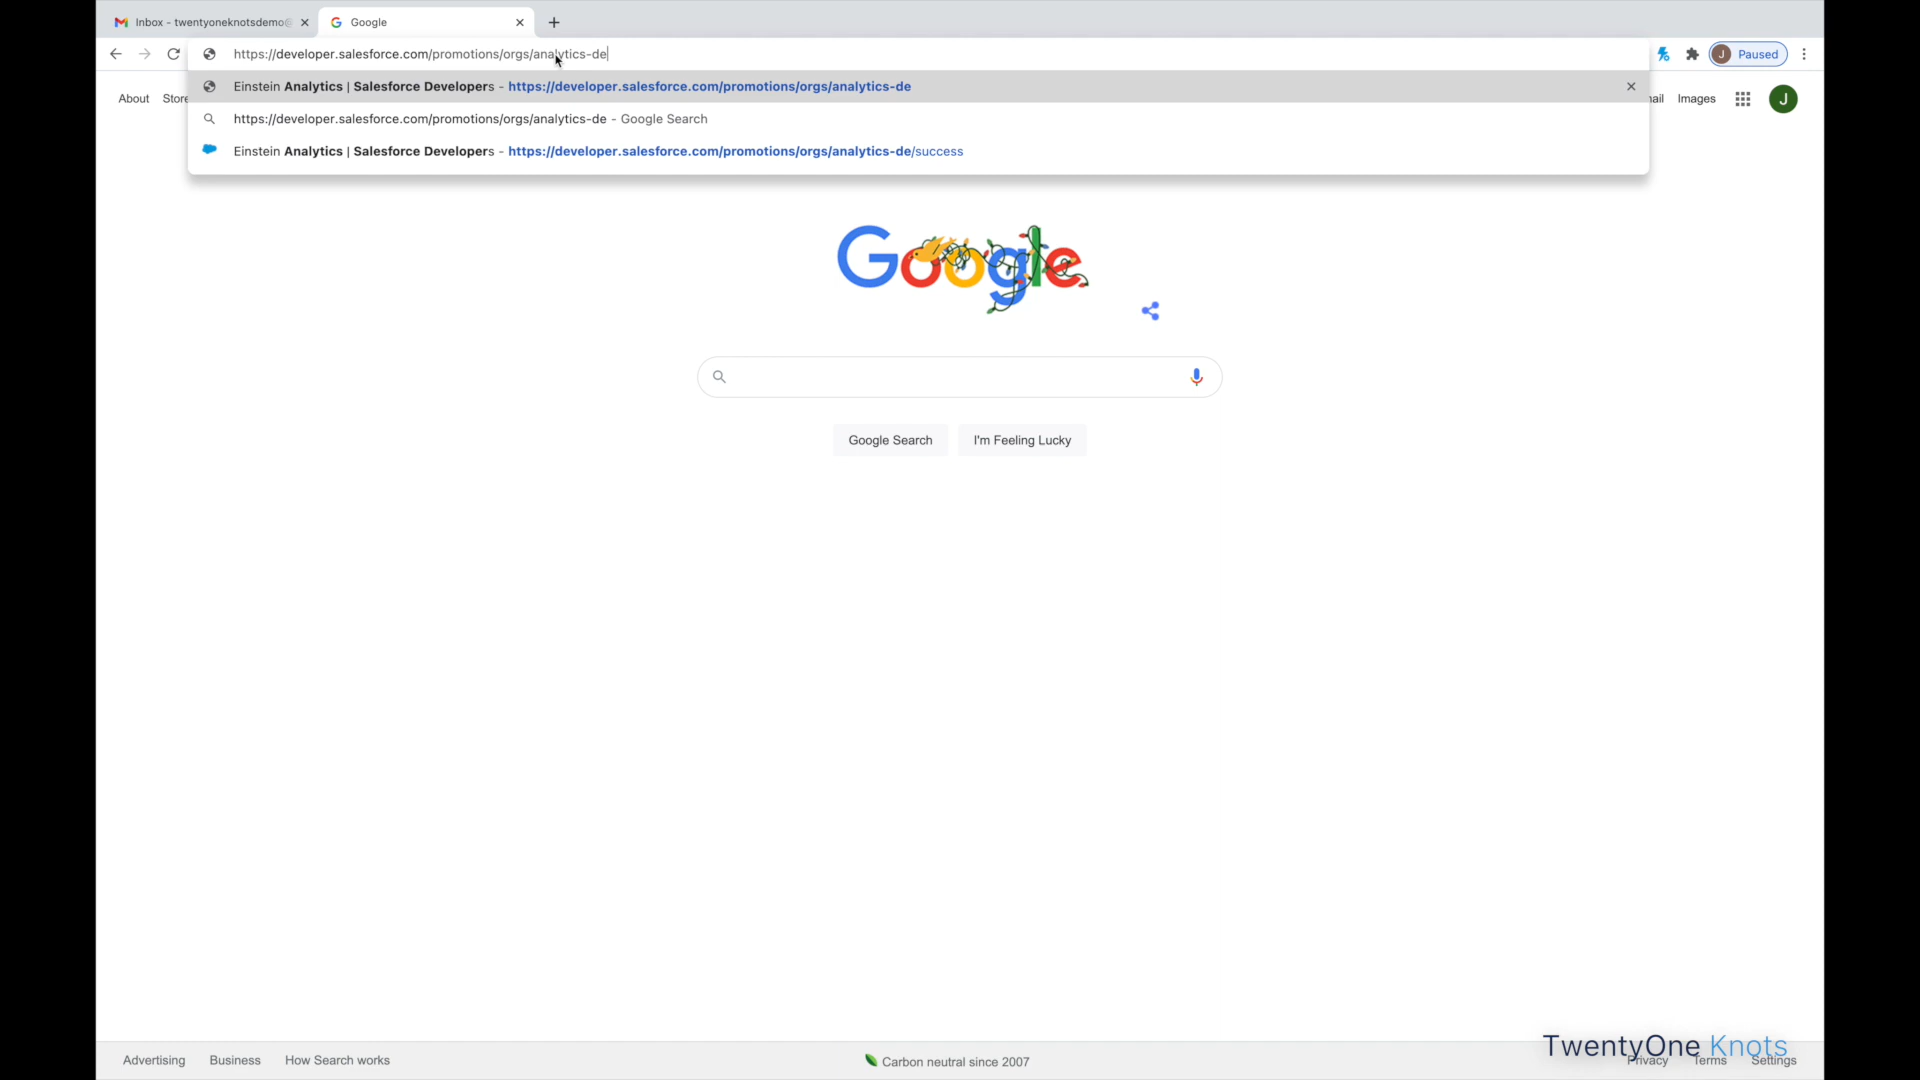 Inbox - twentyoneknotsdemo@
Google
https://developer.salesforce.com/promotions/orgs/analytics-de
J Paused
Einstein Analytics | Salesforce Developers - https://developer.salesforce.com/promotions/orgs/analytics-de
About Store
Images J
https://developer.salesforce.com/promotions/orgs/analytics-de - Google Search
Einstein Analytics | Salesforce Developers - https://developer.salesforce.com/promotions/orgs/analytics-de/success
Google
Google Search I'm Feeling Lucky
TwentyOne Knots
Advertising Business How Search works Carbon neutral since 2007 Privacy Terms Settings